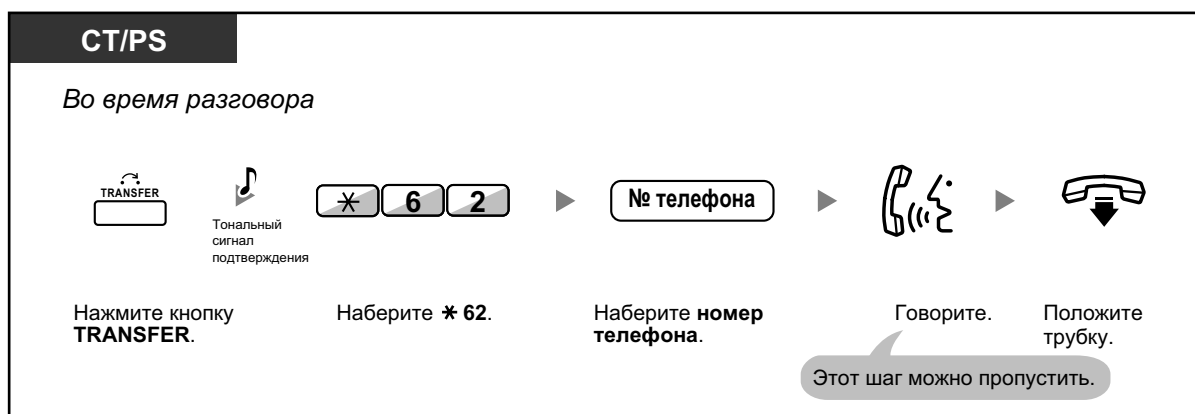 CT/PS
Во время разговора
TRANSFER
Тональный
сигнал
подтверждения
* 6 2
№ телефона
Нажмите кнопку
TRANSFER.
Наберите * 62.
Наберите номер
телефона.
Говорите.
Положите
трубку.
Этот шаг можно пропустить.